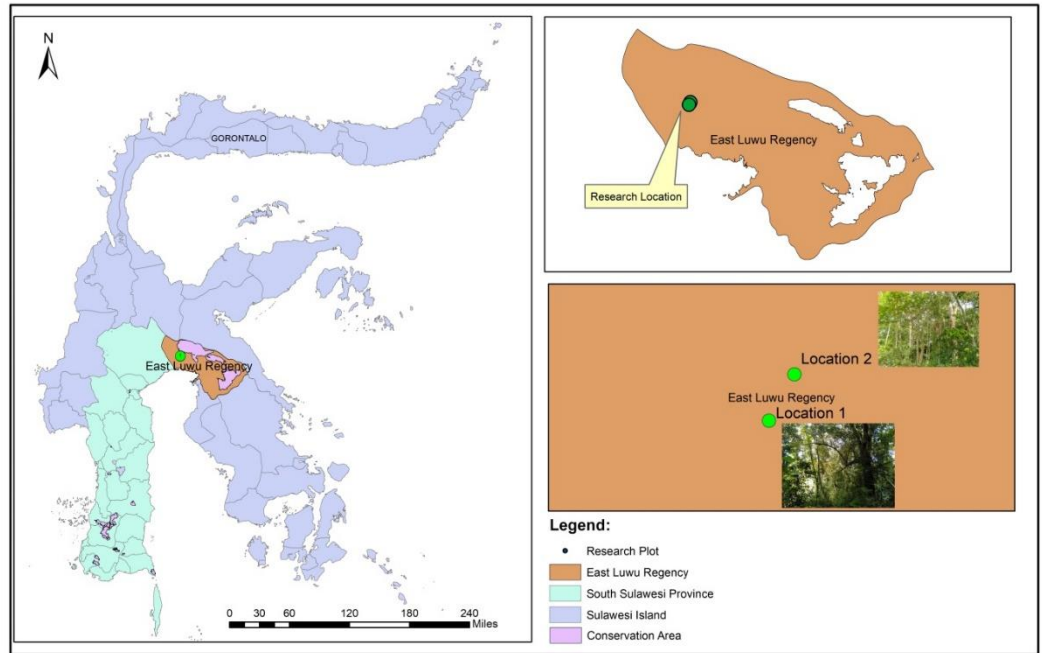 N
GORONTALO
East Luwu Regency
0 30 60 120 180 240
Miles
East Luwu Regency
Research Location
Location 2
East Luwu Regency
Location 1
Legend:
Research Plot
East Luwu Regency
South Sulawesi Province
Sulawesi Island
Conservation Area